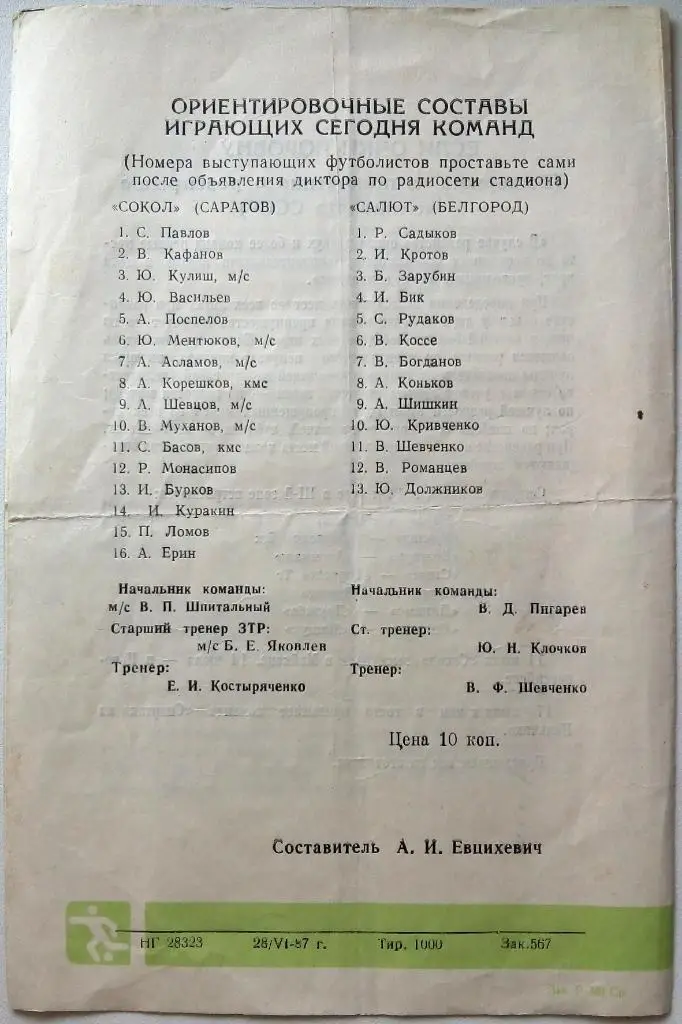 ОРИЕНТИРОВОЧНЫЕ СОСТАВЫ
ИГРАЮЩИХ СЕГОДНЯ КОМАНД
(Номера выступающих футболистов проставьте сами
после объявления диктора по радиосети стадиона)
«СОКОЛ» (САРАТОВ)
1. С. Павлов
2. В. Кафанов
3. Ю. Кулиш, м/с
4. Ю. Васильев
5. А. Поспелов
6. Ю. Ментюков, м/с
7. А. Асламов, м/с
8. А. Корешков, кмс
9. А. Шевцов, м/с
10. В. Муханов, м/с
11. С. Басов, кмс
12. Р. Монасипов
13. И. Бурков
14. И. Куракин
15. П. Ломов
16. А. Ерин
Начальник команды:
м/с В. П. Шпитальный
Старший тренер ЗТР:
м/с Б. Е. Яковлев
Тренер:
Е. И. Костыряченко
«САЛЮТ» (БЕЛГОРОД)
1. Р. Садыков
2. И. Кротов
3. Б. Зарубин
4. И. Бик
5. С. Рудаков
6. В. Коссе
7. В. Богданов
8. А. Коньков
9. А. Шишкин
10. Ю. Кривченко
11. В. Шевченко
12. В. Романцев
13. Ю. Должников
Начальник команды:
В. Д. Пигарев
Ст. тренер:
Ю. Н. Клочков
Тренер:
В. Ф. Шевченко
Цена 10 коп.
Составитель А. И. Евцихевич
НГ 28323 28/VI-87 г. Тир. 1000 Зак.567